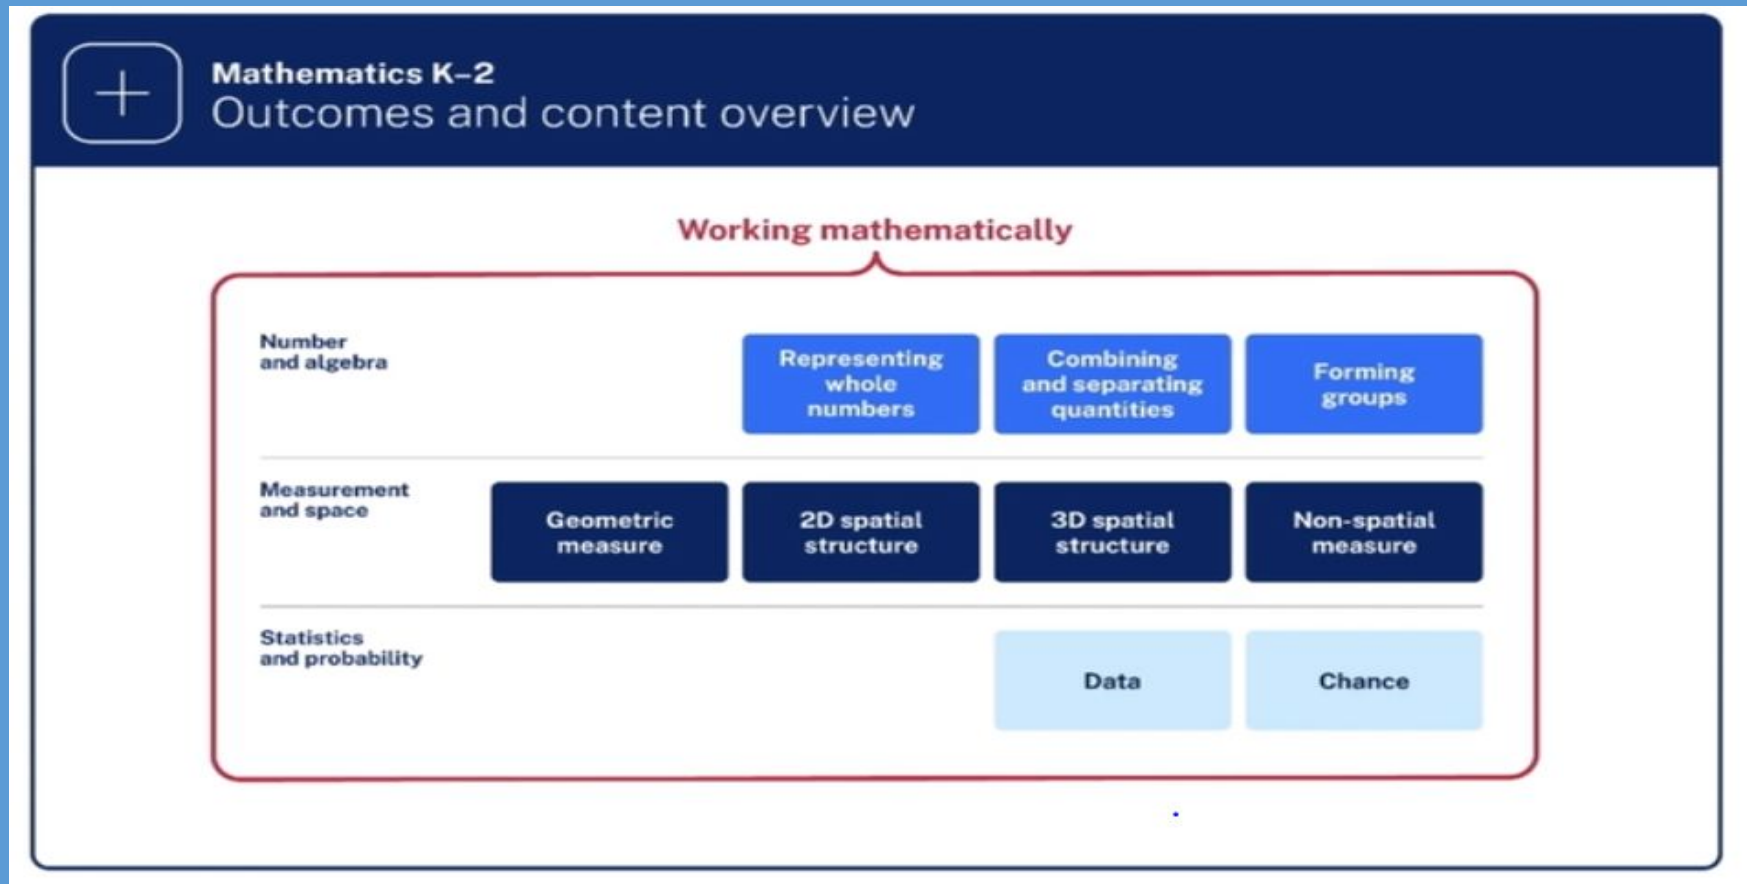 Mathematics K–2
Outcomes and content overview
Working mathematically
Number
and algebra
Representing
whole
numbers
Combining
and separating
quantities
Forming
groups
Measurement
and space
Geometric
measure
2D spatial
structure
3D spatial
structure
Non-spatial
measure
Statistics
and probability
Data
Chance